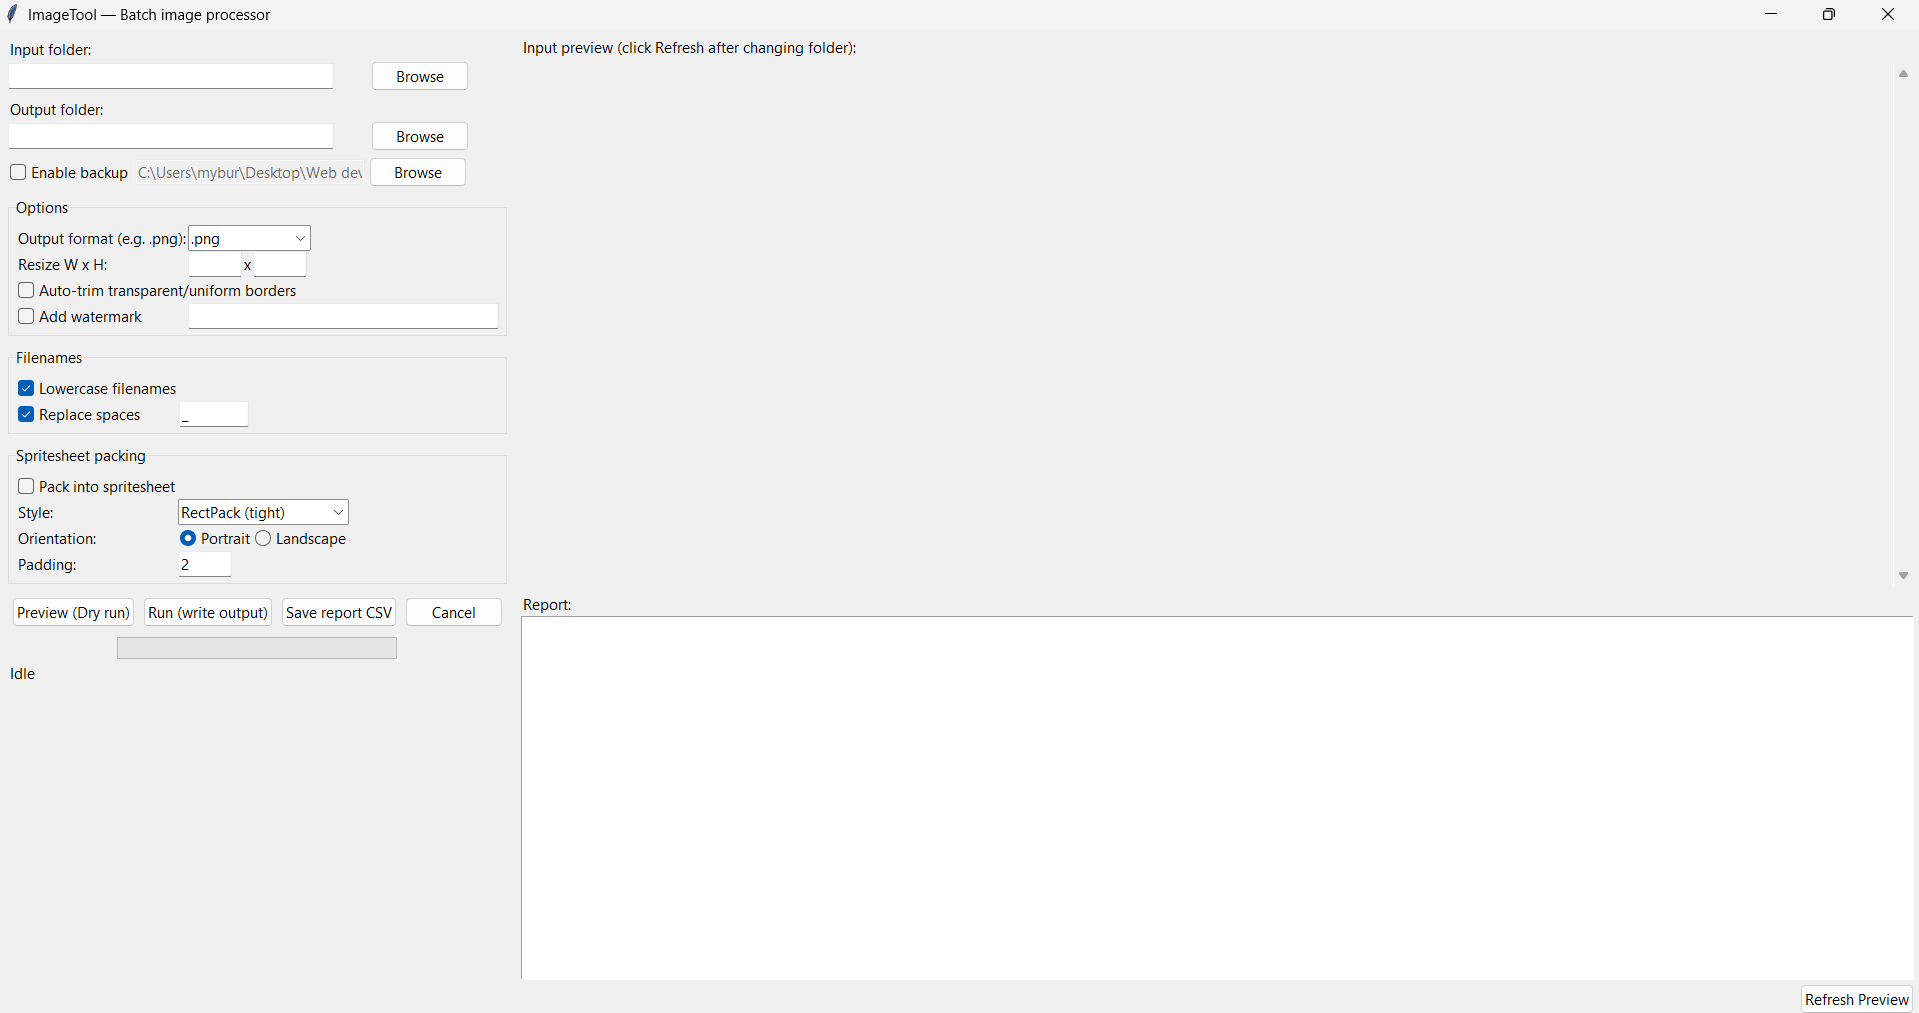 ImageTool — Batch image processor
Input folder:
Browse
Output folder:
Browse
Enable backup C:\Users\mybur\Desktop\Web dev Browse
Options
Output format (e.g. .png): .png
Resize W x H: x
Auto-trim transparent/uniform borders
Add watermark
Filenames
Lowercase filenames
Replace spaces _
Spritesheet packing
Pack into spritesheet
Style: RectPack (tight)
Orientation: Portrait Landscape
Padding: 2
Preview (Dry run) Run (write output) Save report CSV Cancel
Idle
Input preview (click Refresh after changing folder):
Report:
Refresh Preview